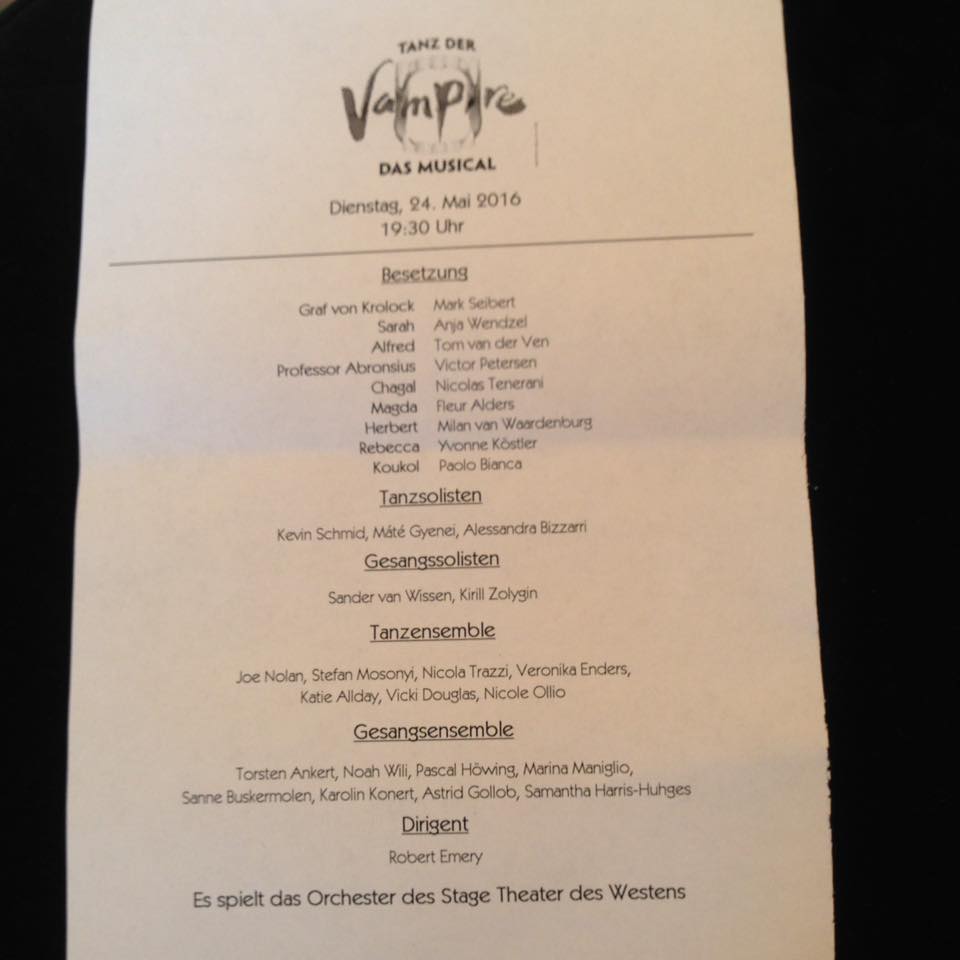 TANZ DER
Vampire
DAS MUSICAL
Dienstag, 24. Mai 2016
19:30 Uhr
Besetzung
Graf von Krolock Mark Seibert
Sarah Anja Wendzel
Alfred Tom van der Ven
Professor Abronsius Victor Petersen
Chagal Nicolas Tenerani
Magda Fleur Alders
Herbert Milan van Waardenburg
Rebecca Yvonne Köstler
Koukol Paolo Bianca
Tanzsolisten
Kevin Schmid, Máté Gyenei, Alessandra Bizzarri
Gesangssolisten
Sander van Wissen, Kirill Zolygin
Tanzensemble
Joe Nolan, Stefan Mosonyi, Nicola Trazzi, Veronika Enders,
Katie Allday, Vicki Douglas, Nicole Ollio
Gesangsensemble
Torsten Ankert, Noah Wili, Pascal Höwing, Marina Maniglio,
Sanne Buskermolen, Karolin Konert, Astrid Gollob, Samantha Harris-Huhges
Dirigent
Robert Emery
Es spielt das Orchester des Stage Theater des Westens